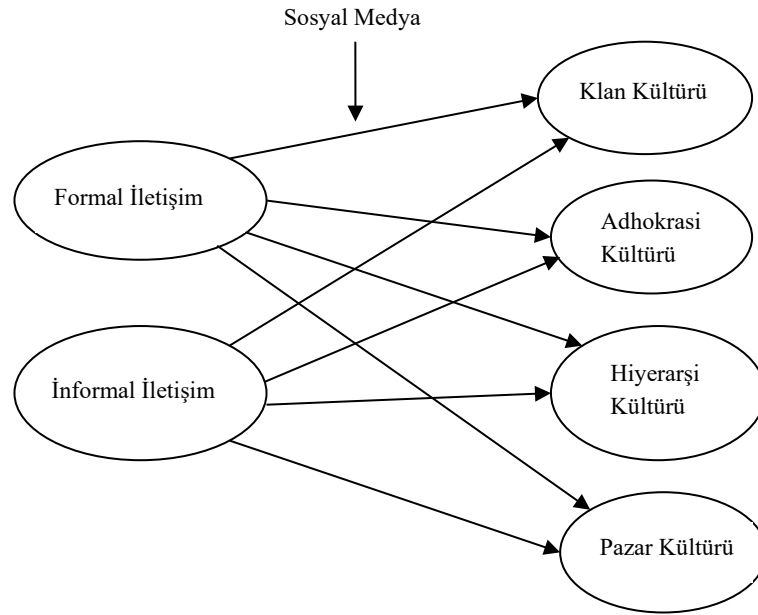 Sosyal Medya
Klan Kültürü
Formal İletişim
Adhokrasi
Kültürü
İnformal İletişim
Hiyerarşi
Kültürü
Pazar Kültürü